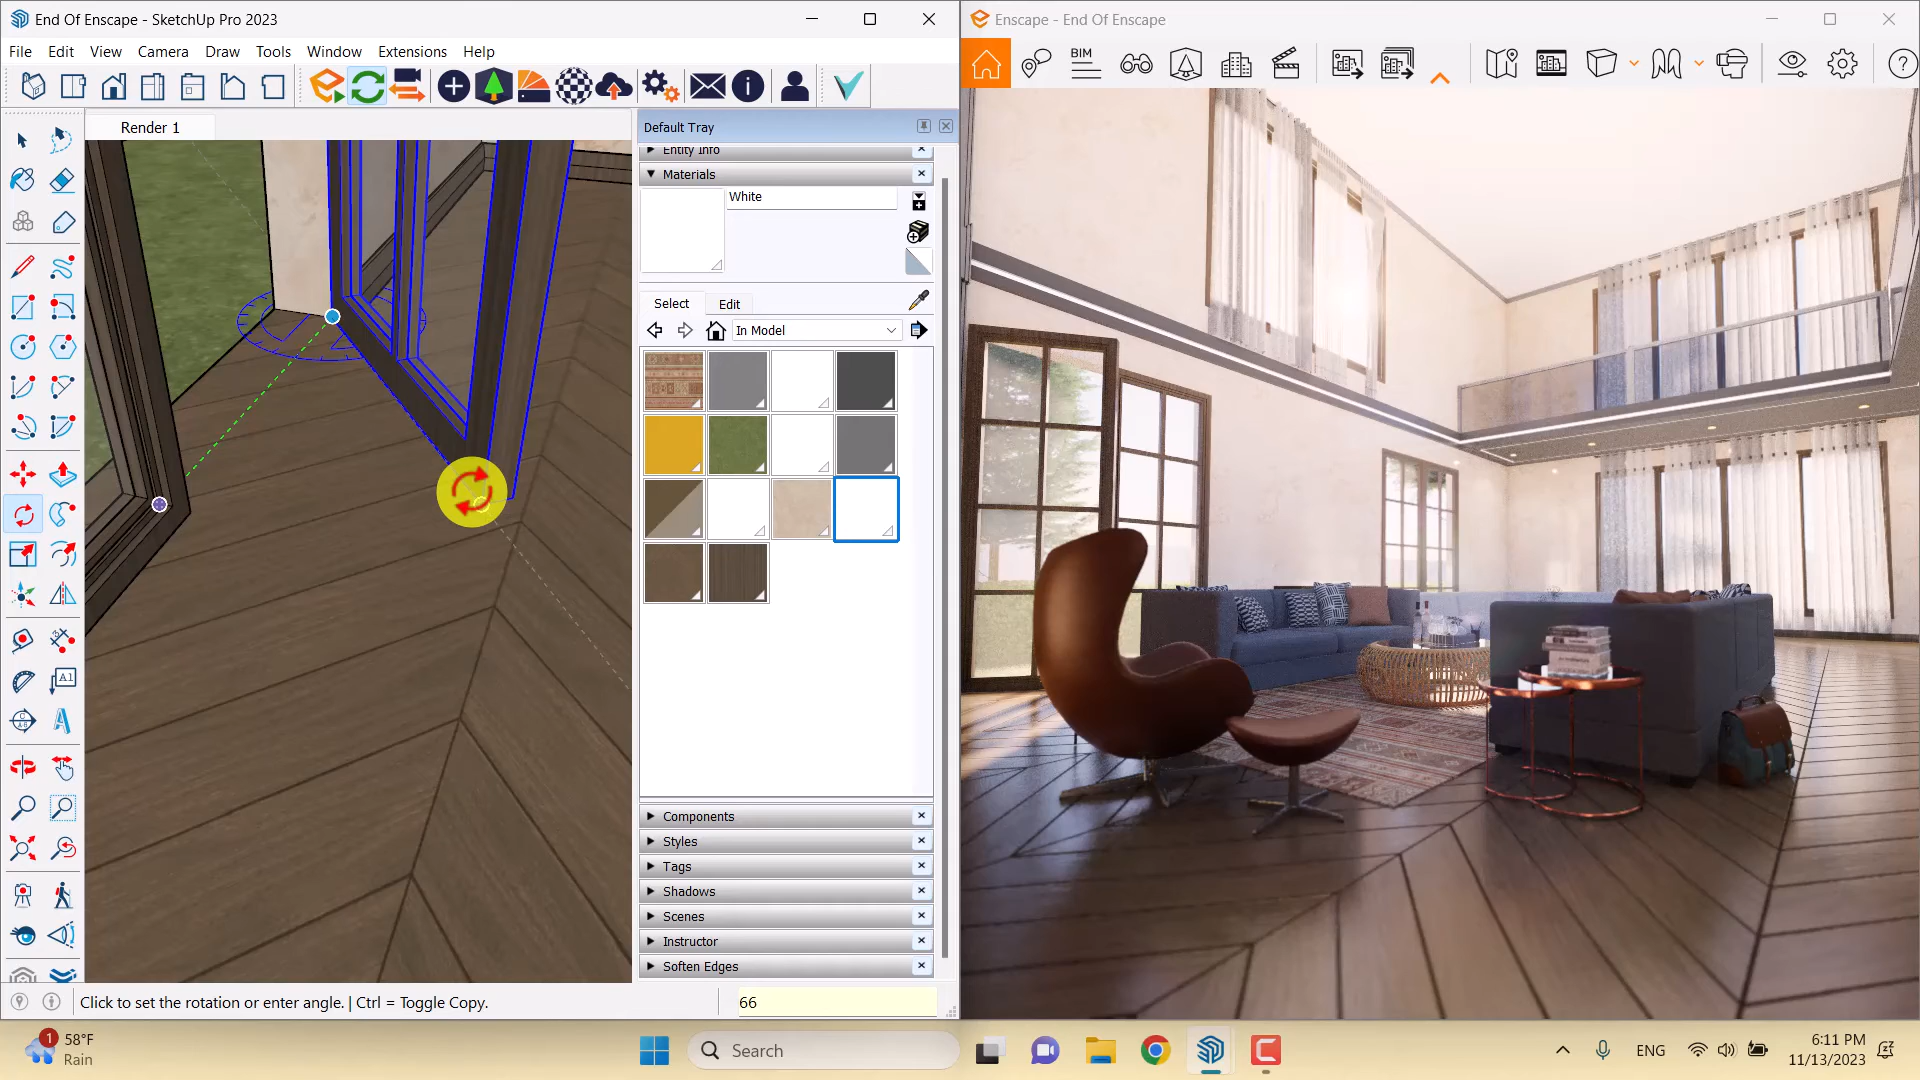 End Of Enscape - SketchUp Pro 2023
File Edit View Camera Draw Tools Window Extensions Help
Render 1
A1
Default Tray
Entity Info
Materials
White
Select Edit
In Model
Components
Styles
Tags
Shadows
Scenes
Instructor
Soften Edges
Click to set the rotation or enter angle. | Ctrl = Toggle Copy.
66
Enscape - End Of Enscape
BIM
1
58°F
Rain
Search
ENG
6:11 PM
11/13/2023